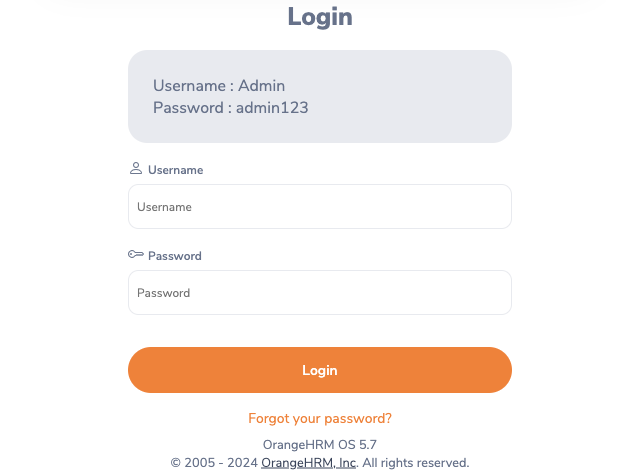 Login
Username : Admin
Password : admin123
Username
Username
Password
Password
Login
Forgot your password?
OrangeHRM OS 5.7
© 2005 - 2024 OrangeHRM, Inc. All rights reserved.